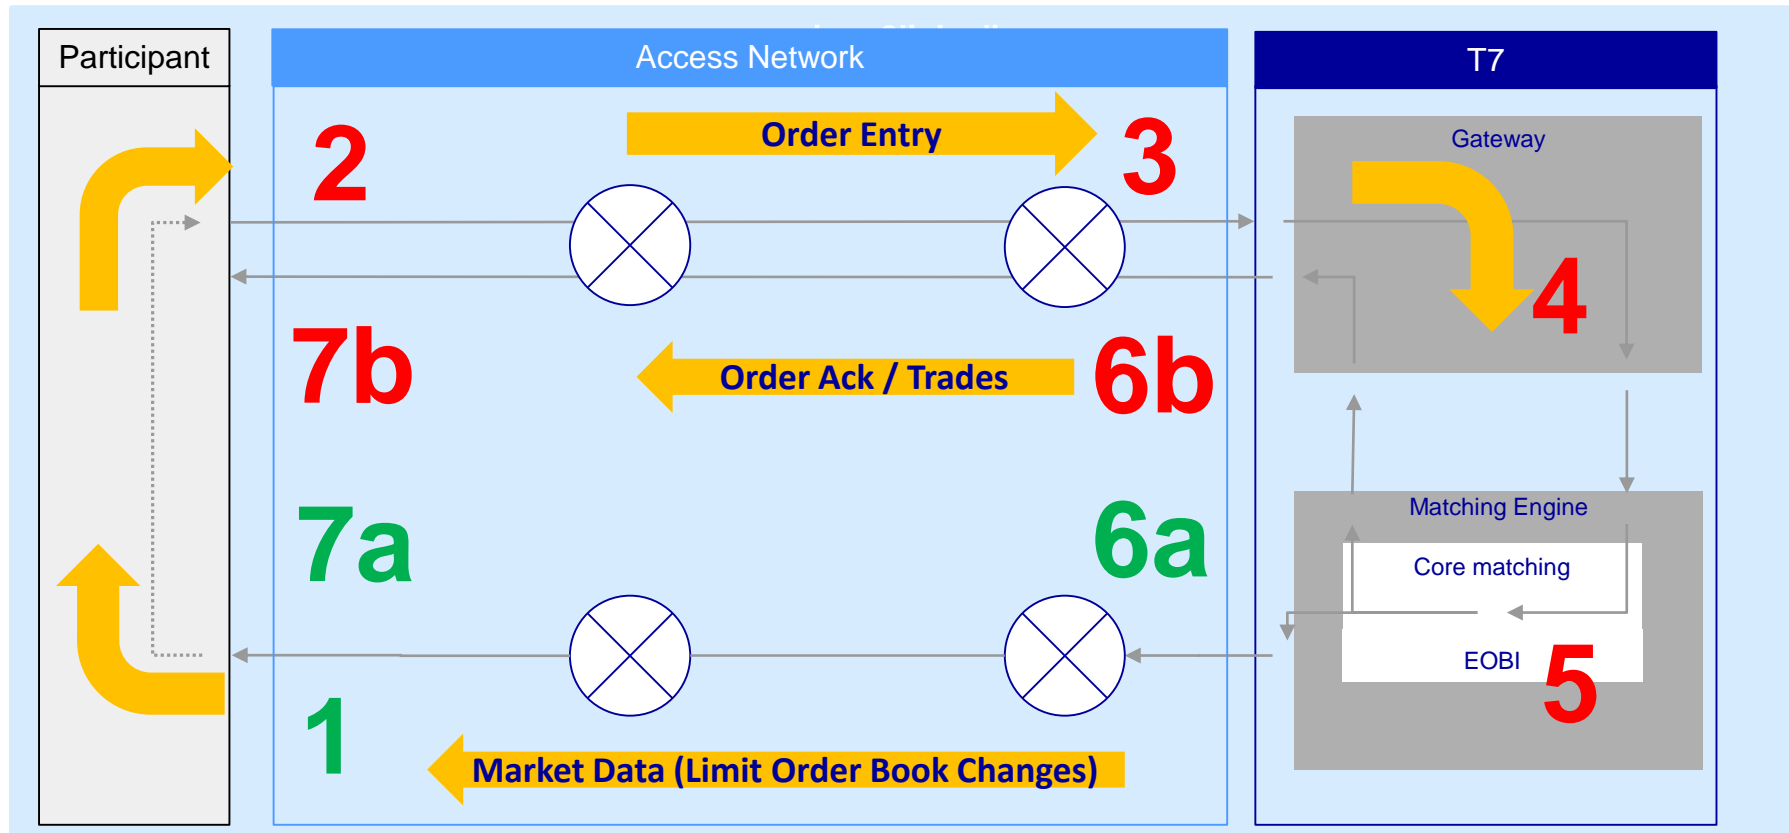 Participant
Access Network
T7
2
Order Entry
3
Gateway
4
7b
Order Ack / Trades
6b
7a
6a
Matching Engine
Core matching
EOBI
5
1
Market Data (Limit Order Book Changes)